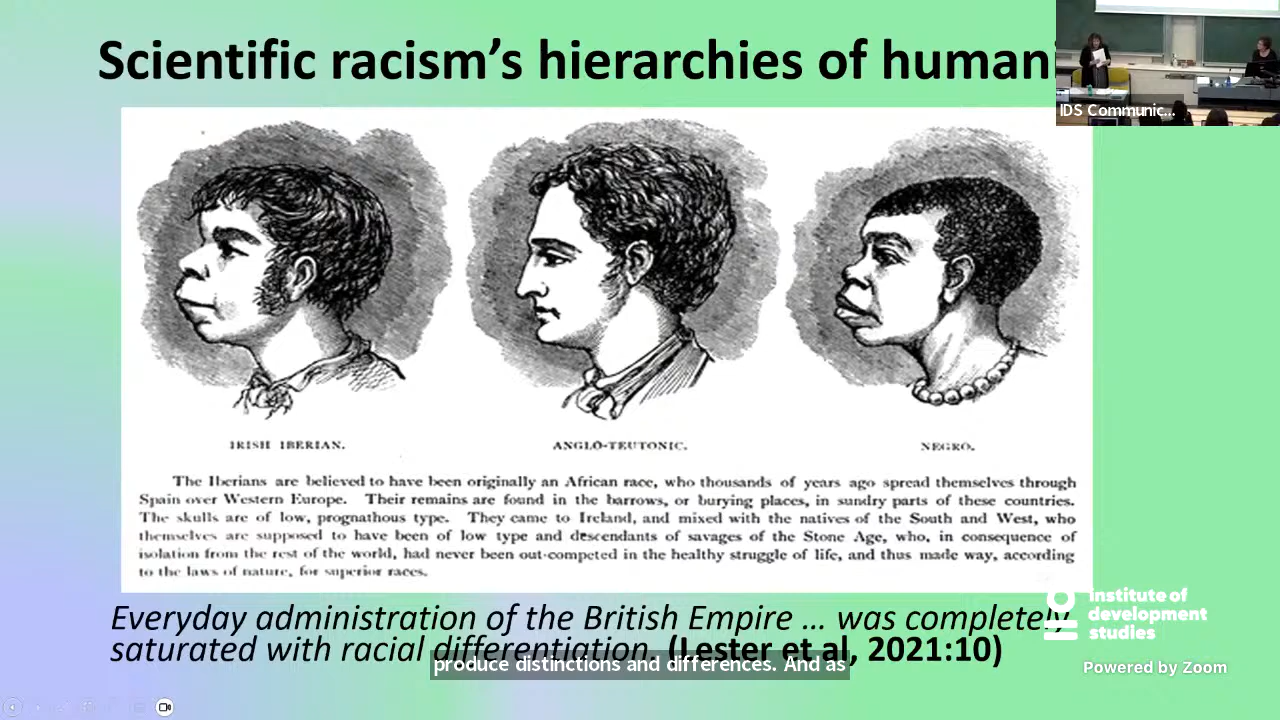 Scientific racism’s hierarchies of human
IDS Communic...
IRISH IBERIAN.
ANGLO-TEUTONIC.
NEGRO.
The Iberians are believed to have been originally an African race, who thousands of years ago spread themselves through
Spain over Western Europe. Their remains are found in the barrows, or burying places, in sundry parts of these countries.
The skulls are of low, prognathous type. They came to Ireland, and mixed with the natives of the South and West, who
themselves are supposed to have been of low type and descendants of savages of the Stone Age, who, in consequence of
isolation from the rest of the world, had never been out-competed in the healthy struggle of life, and thus made way, according
to the laws of nature, for superior races.
Everyday administration of the British Empire ... was completely
saturated with racial differentiation. (Lester et al, 2021:10)
produce distinctions and differences. And as
institute of
development
studies
Powered by Zoom